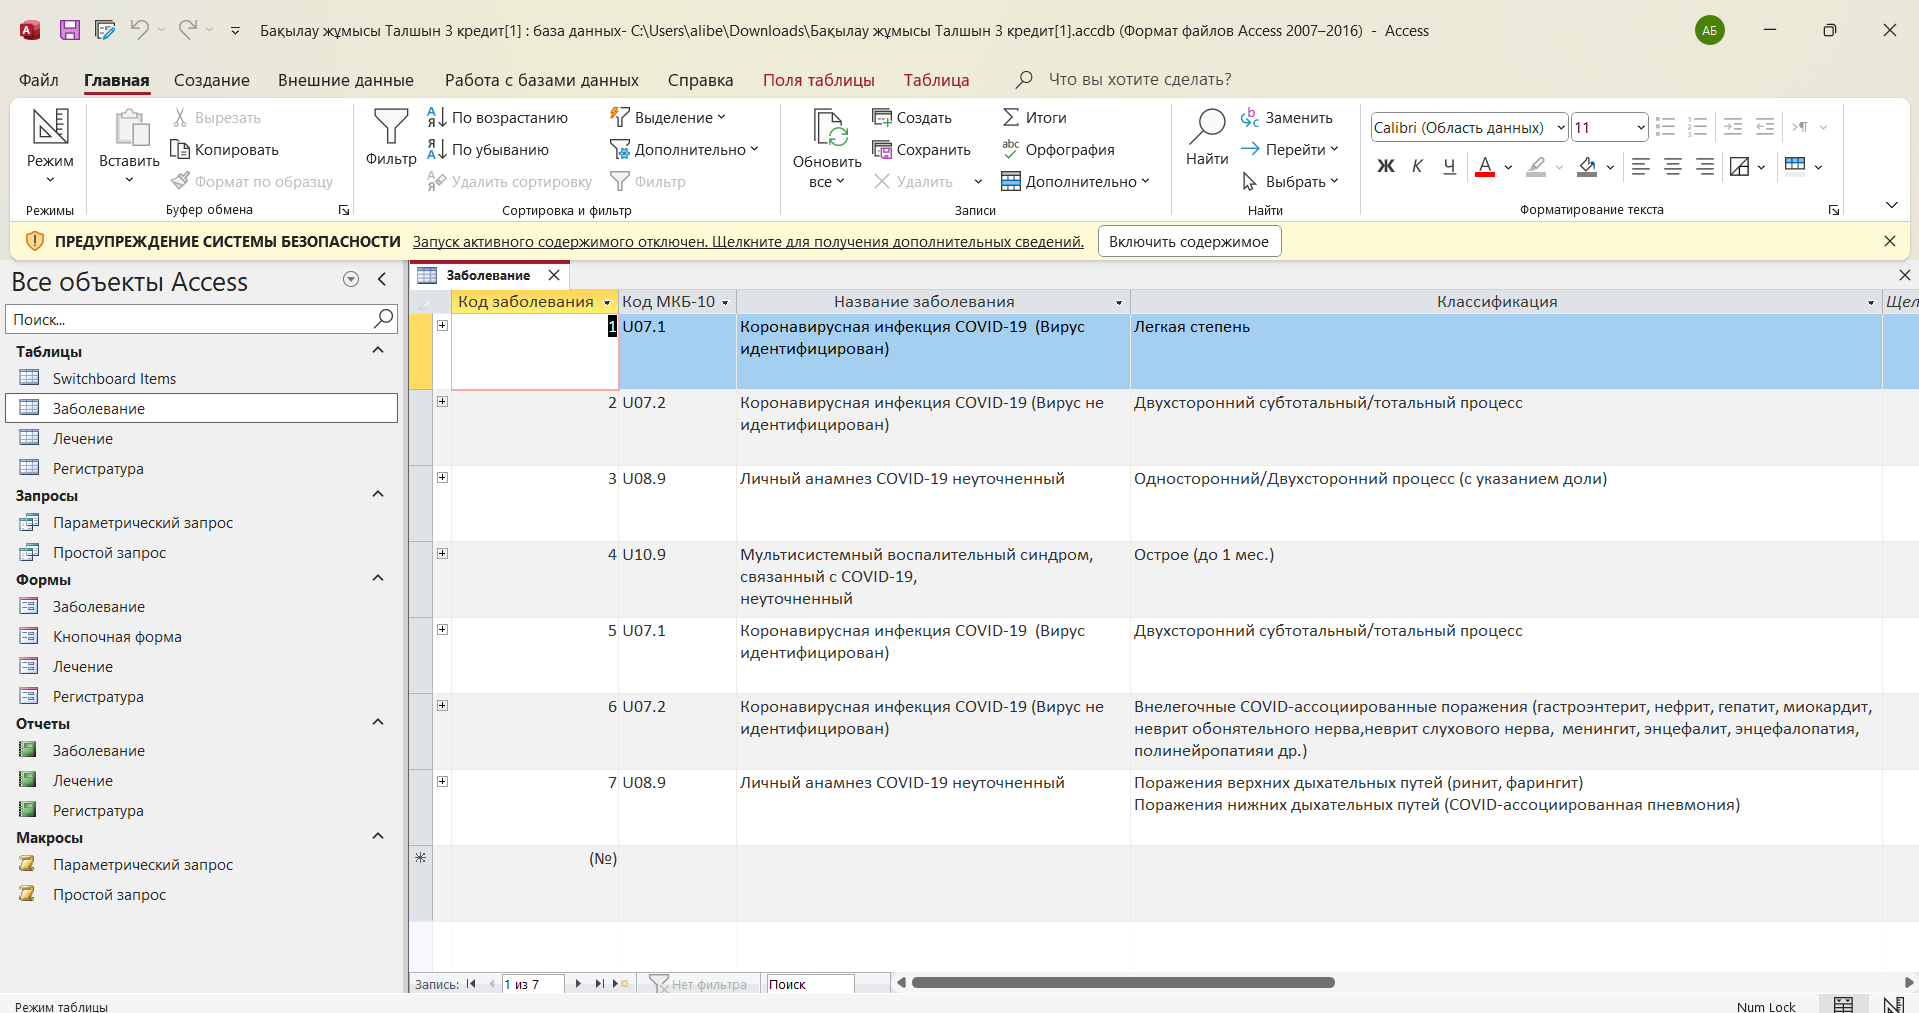 Бақылау жұмысы Талшын 3 кредит[1] : база данных- C:\Users\alibe\Downloads\Бақылау жұмысы Талшын 3 кредит[1].accdb (Формат файлов Access 2007–2016) - Access
АБ
Файл Главная Создание Внешние данные Работа с базами данных Справка Поля таблицы Таблица Что вы хотите сделать?
Режим
Режимы
Вставить
Вырезать
Копировать
Формат по образцу
Буфер обмена
Фильтр
По возрастанию
По убыванию
Удалить сортировку
Выделение
Дополнительно
Фильтр
Сортировка и фильтр
Обновить
все
Создать
Сохранить
Удалить
Итоги
Орфография
Дополнительно
Записи
Найти
Заменить
Перейти
Выбрать
Найти
Calibri (Область данных) 11
Ж К Ч А
Форматирование текста
ПРЕДУПРЕЖДЕНИЕ СИСТЕМЫ БЕЗОПАСНОСТИ Запуск активного содержимого отключен. Щелкните для получения дополнительных сведений. Включить содержимое
Все объекты Access
Поиск...
Таблицы
Switchboard Items
Заболевание
Лечение
Регистратура
Запросы
Параметрический запрос
Простой запрос
Формы
Заболевание
Кнопочная форма
Лечение
Регистратура
Отчеты
Заболевание
Лечение
Регистратура
Макросы
Параметрический запрос
Простой запрос
Заболевание
Код заболевания Код МКБ-10 Название заболевания Классификация Щел
1 U07.1 Коронавирусная инфекция COVID-19 (Вирус Легкая степень
идентифицирован)
2 U07.2 Коронавирусная инфекция COVID-19 (Вирус не Двухсторонний субтотальный/тотальный процесс
идентифицирован)
3 U08.9 Личный анамнез COVID-19 неуточненный Односторонний/Двухсторонний процесс (с указанием доли)
4 U10.9 Мультисистемный воспалительный синдром, Острое (до 1 мес.)
связанный с COVID-19,
неуточненный
5 U07.1 Коронавирусная инфекция COVID-19 (Вирус Двухсторонний субтотальный/тотальный процесс
идентифицирован)
6 U07.2 Коронавирусная инфекция COVID-19 (Вирус не Внелегочные COVID-ассоциированные поражения (гастроэнтерит, нефрит, гепатит, миокардит,
идентифицирован) неврит обонятельного нерва,неврит слухового нерва, менингит, энцефалит, энцефалопатия,
полинейропатияи др.)
7 U08.9 Личный анамнез COVID-19 неуточненный Поражения верхних дыхательных путей (ринит, фарингит)
Поражения нижних дыхательных путей (COVID-ассоциированная пневмония)
(№)
Запись: 1 из 7 Нет фильтра Поиск
Режим таблицы Num Lock